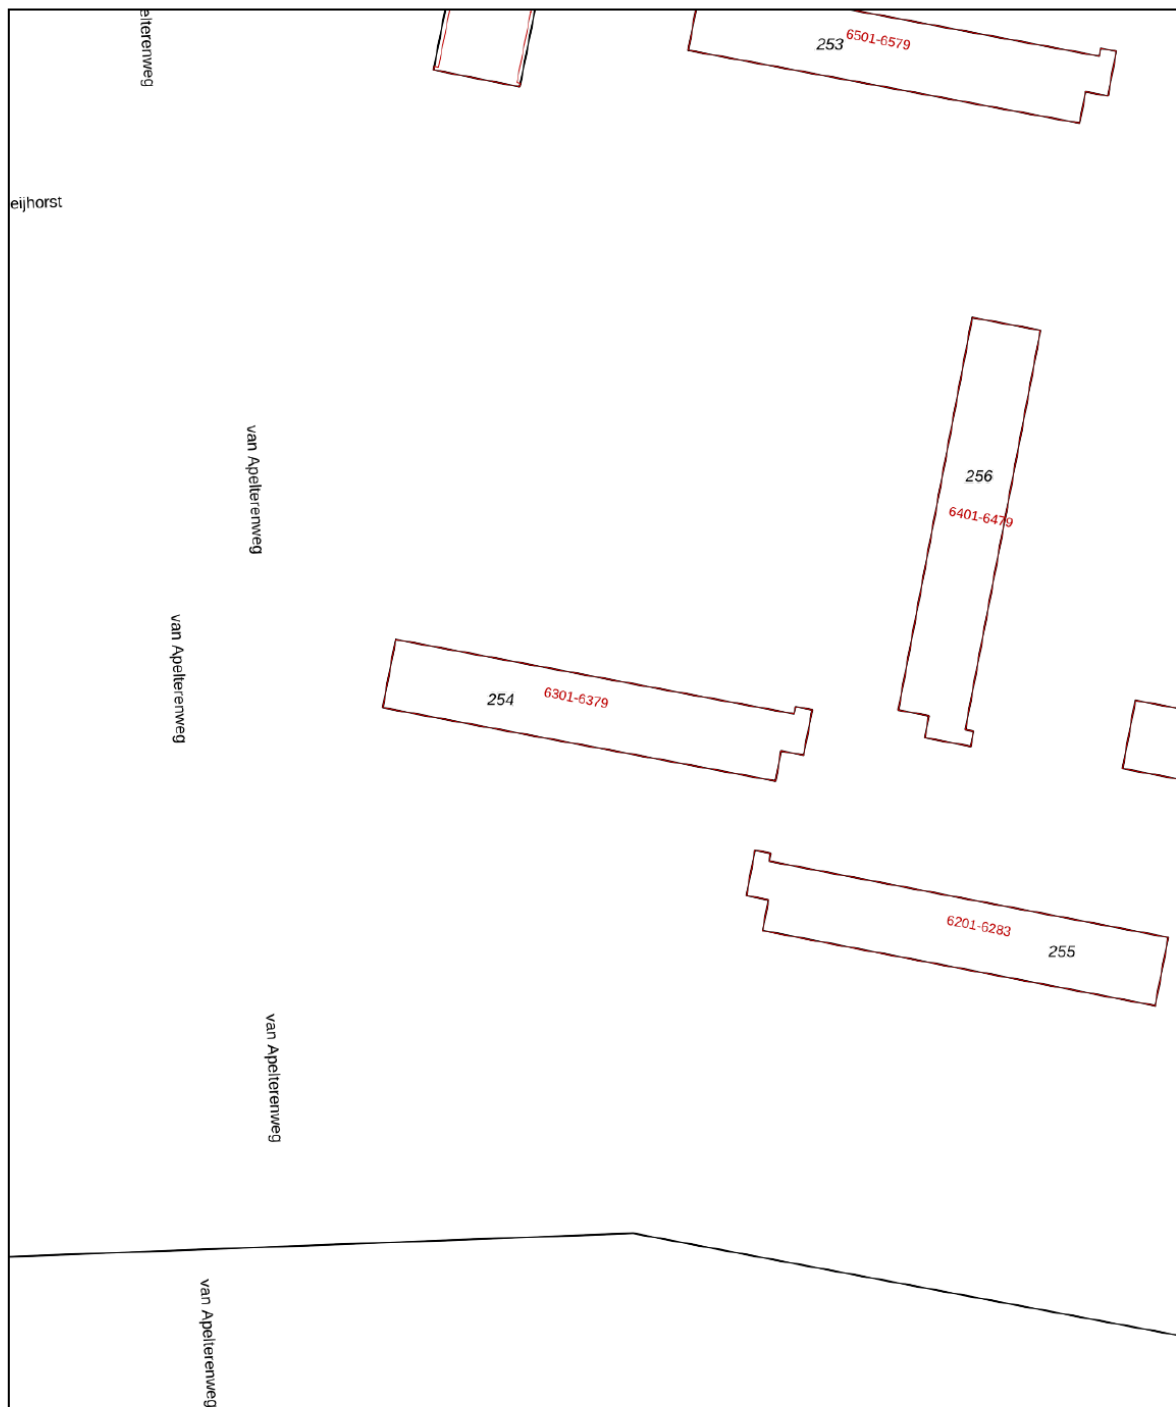 elterenweg
253
6501-6579
eijhorst
van Apelterenweg
256
6401-6479
van Apelterenweg
254
6301-6379
6201-6283
255
van Apelterenweg
van Apelterenweg